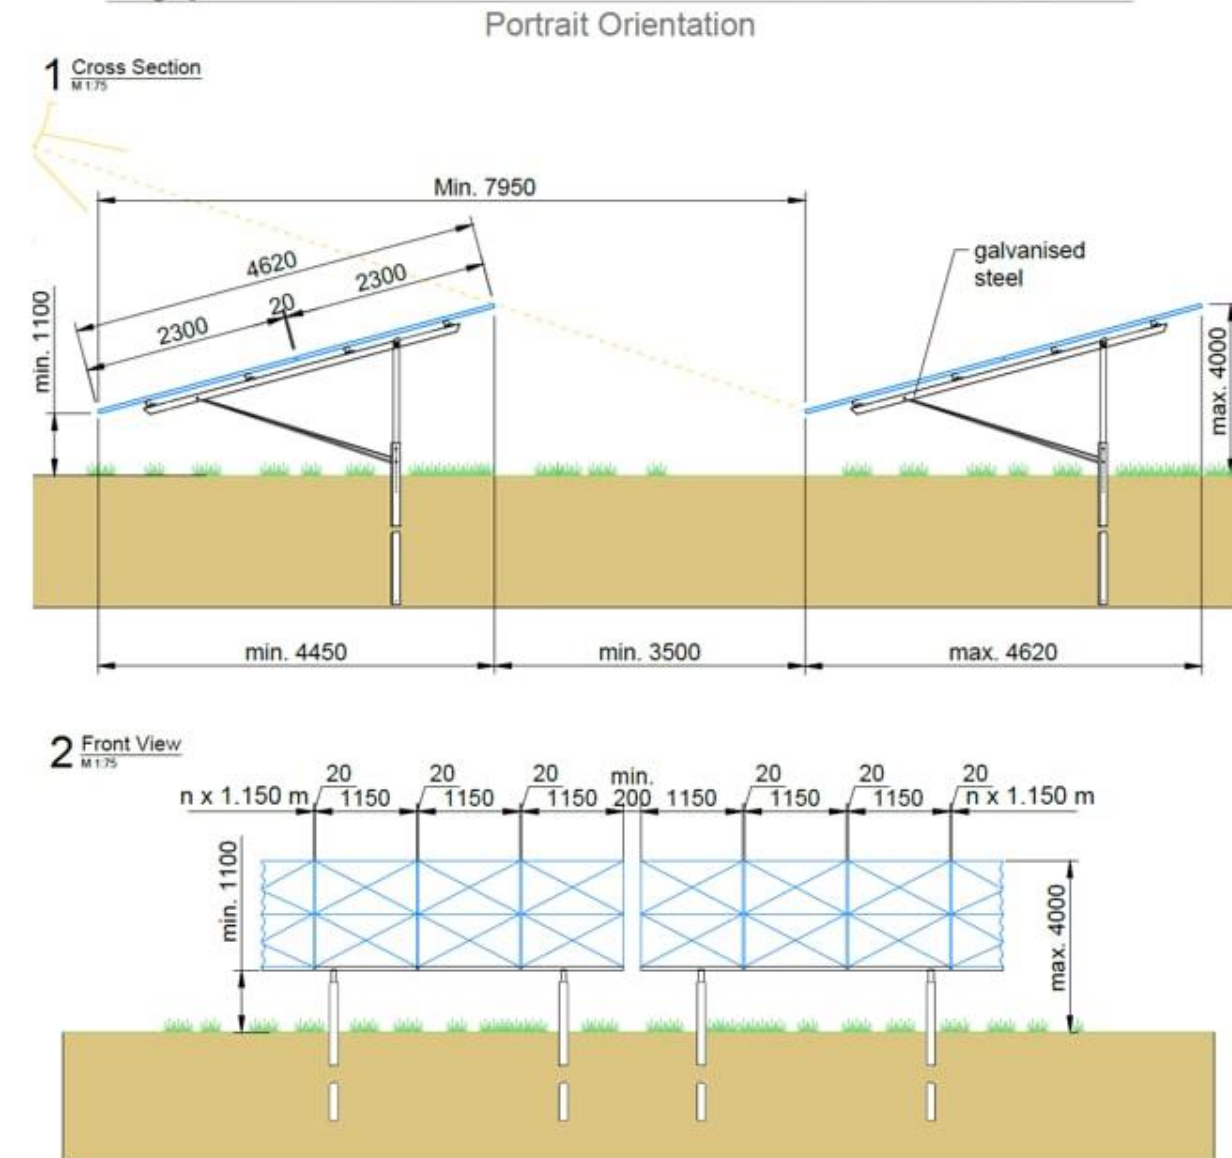 Portrait Orientation
1 Cross Section
M 1:75
Min. 7950
4620
2300
20
2300
min. 1100
galvanised
steel
max. 4000
min. 4450
min. 3500
max. 4620
2 Front View
M 1:75
20
20
20
min.
20
20
20
n x 1.150 m
1150
1150
1150
200
1150
1150
1150
n x 1.150 m
min. 1100
max. 4000